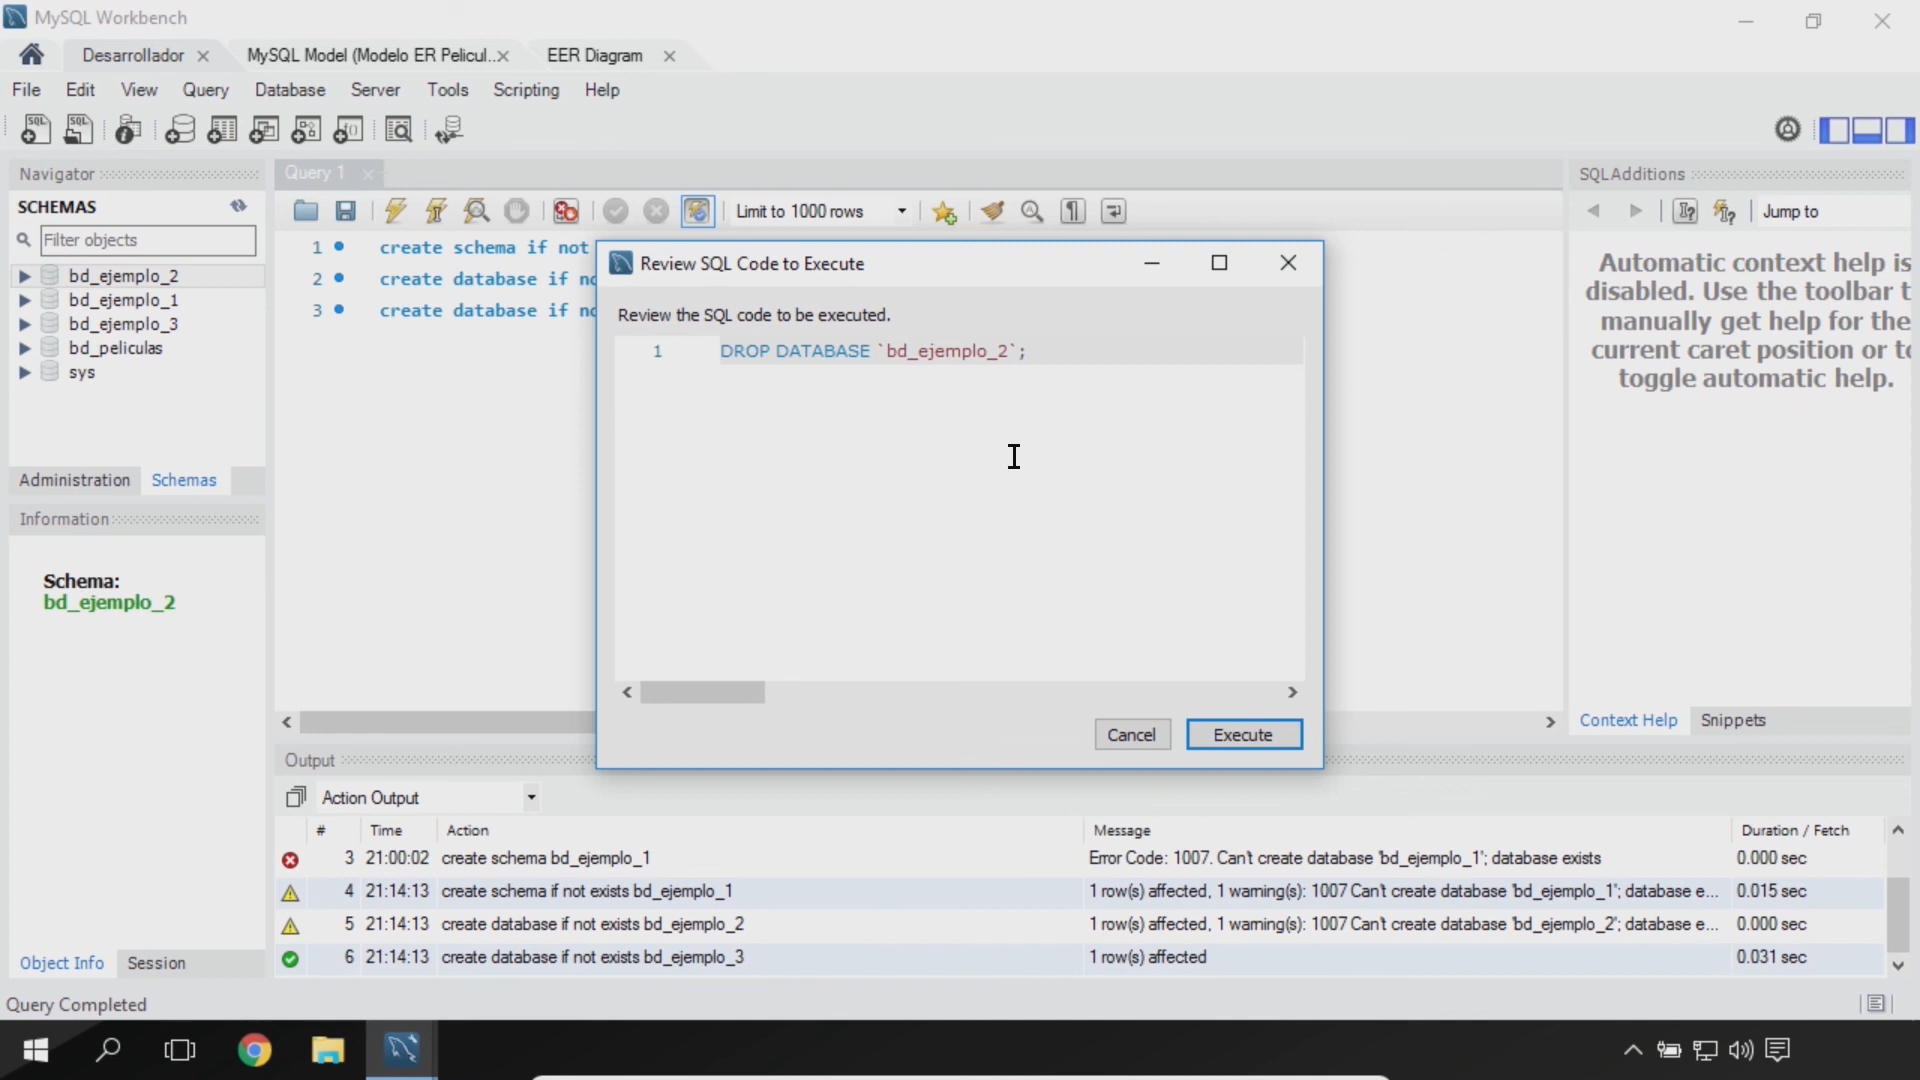 MySQL Workbench
Desarrollador
MySQL Model (Modelo ER Pelicul..
EER Diagram
File Edit View Query Database Server Tools Scripting Help
Navigator
SCHEMAS
Filter objects
bd_ejemplo_2
bd_ejemplo_1
bd_ejemplo_3
bd_peliculas
sys
Administration
Schemas
Information
Schema:
bd_ejemplo_2
Object Info
Session
Query Completed
Query 1
Limit to 1000 rows
1 create schema if not
2 create database if no
3 create database if no
Review SQL Code to Execute
Review the SQL code to be executed.
1 DROP DATABASE `bd_ejemplo_2`;
Cancel
Execute
SQLAdditions
Jump to
Automatic context help is
disabled. Use the toolbar t
manually get help for the
current caret position or to
toggle automatic help.
Context Help
Snippets
Output
Action Output
# Time Action Message Duration / Fetch
3 21:00:02 create schema bd_ejemplo_1 Error Code: 1007. Can't create database 'bd_ejemplo_1'; database exists 0.000 sec
4 21:14:13 create schema if not exists bd_ejemplo_1 1 row(s) affected, 1 warning(s): 1007 Can't create database 'bd_ejemplo_1'; database e... 0.015 sec
5 21:14:13 create database if not exists bd_ejemplo_2 1 row(s) affected, 1 warning(s): 1007 Can't create database 'bd_ejemplo_2'; database e... 0.000 sec
6 21:14:13 create database if not exists bd_ejemplo_3 1 row(s) affected 0.031 sec